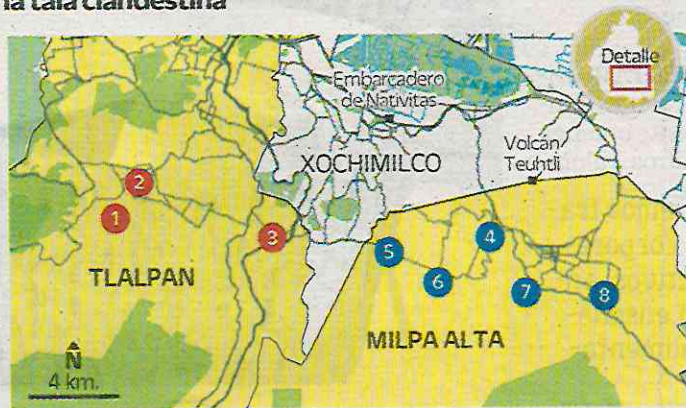 la tala clandestina
Detalle
Embarcadero
de Nativitas
XOCHIMILCO
Volcán
Teuhtli
2
1
3
5
4
6
7
8
TLALPAN
MILPA ALTA
N
4 km.